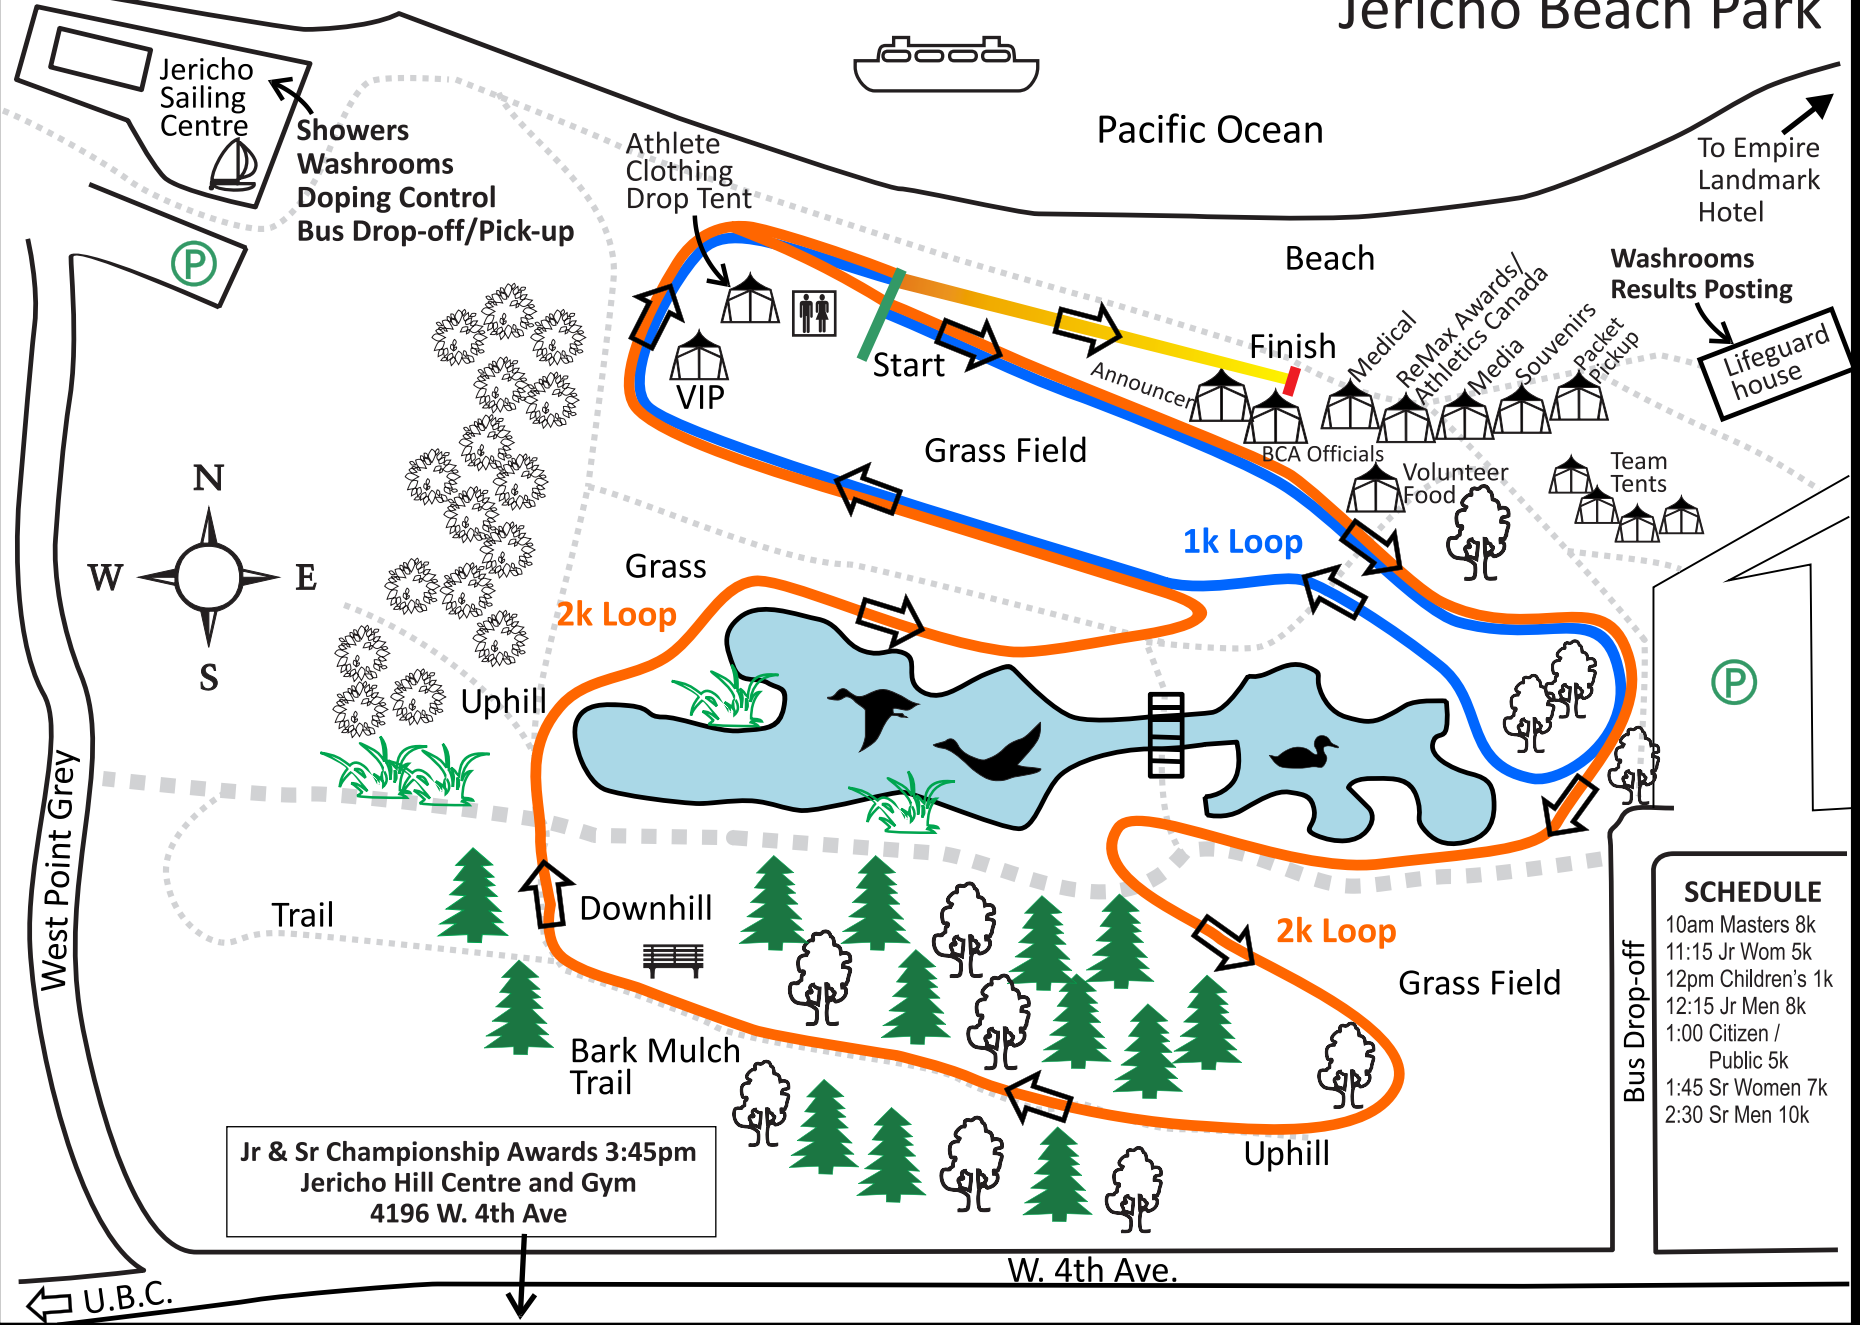 Jericho Beach Park
Jericho
Sailing
Centre
Showers
Washrooms
Doping Control
Bus Drop-off/Pick-up
P
Athlete
Clothing
Drop Tent
Pacific Ocean
To Empire
Landmark
Hotel
Beach
Washrooms
Results Posting
Lifeguard
house
VIP
Start
Finish
Announcer
BCA Officials
Medical
ReMax Awards/
Athletics Canada
Media
Souvenirs
Packet
Pickup
Volunteer
Food
Team
Tents
Grass Field
1k Loop
N
W
E
S
Grass
2k Loop
Uphill
P
West Point Grey
Trail
Downhill
Bark Mulch
Trail
2k Loop
Grass Field
Uphill
Bus Drop-off
SCHEDULE
10am Masters 8k
11:15 Jr Wom 5k
12pm Children's 1k
12:15 Jr Men 8k
1:00 Citizen /
Public 5k
1:45 Sr Women 7k
2:30 Sr Men 10k
Jr & Sr Championship Awards 3:45pm
Jericho Hill Centre and Gym
4196 W. 4th Ave
W. 4th Ave.
U.B.C.